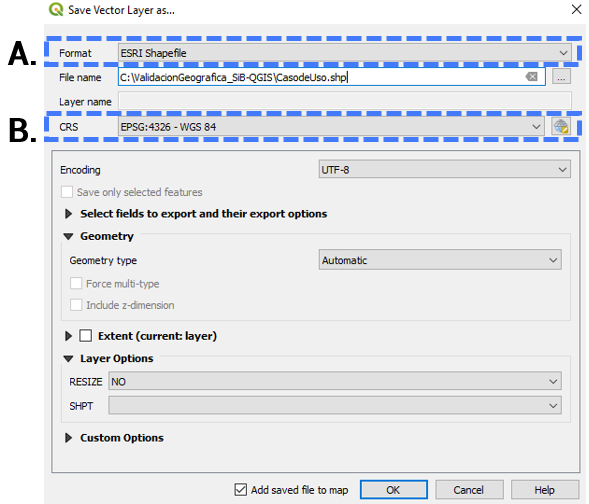 Save Vector Layer as...
A.
Format ESRI Shapefile
File name C:\ValidacionGeografica_SiB-QGIS\CasodeUso.shp ...
Layer name
B.
CRS EPSG:4326 - WGS 84
Encoding UTF-8
Save only selected features
Select fields to export and their export options
Geometry
Geometry type Automatic
Force multi-type
Include z-dimension
Extent (current: layer)
Layer Options
RESIZE NO
SHPT
Custom Options
Add saved file to map OK Cancel Help